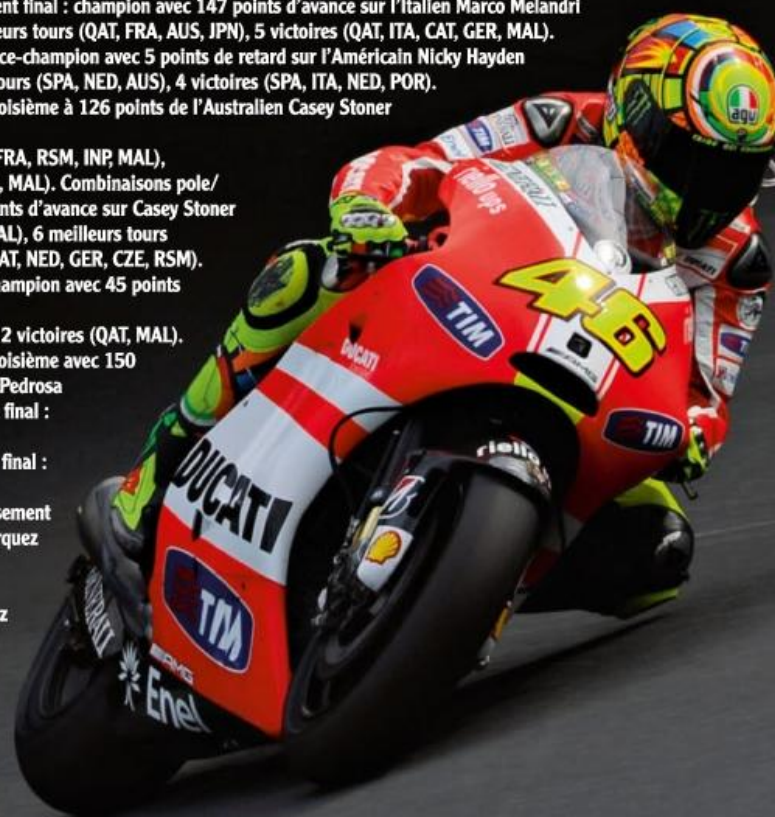 ent final : champion avec 147 points d'avance sur l'Italien Marco Melandri
eurs tours (QAT, FRA, AUS, JPN), 5 victoires (QAT, ITA, CAT, GER, MAL).
ce-champion avec 5 points de retard sur l'Américain Nicky Hayden
ours (SPA, NED, AUS), 4 victoires (SPA, ITA, NED, POR).
oisième à 126 points de l'Australien Casey Stoner
FRA, RSM, INP, MAL),
, MAL). Combinaisons pole/
nts d'avance sur Casey Stoner
AL), 6 meilleurs tours
AT, NED, GER, CZE, RSM).
hampion avec 45 points
2 victoires (QAT, MAL).
oisième avec 150
Pedrosa
final :
final :
sement
rquez
z
agv
riello ups
46
TIM
DUCATI
AMG
TIM
riello
DUCATI
TIM
AMG
Enel